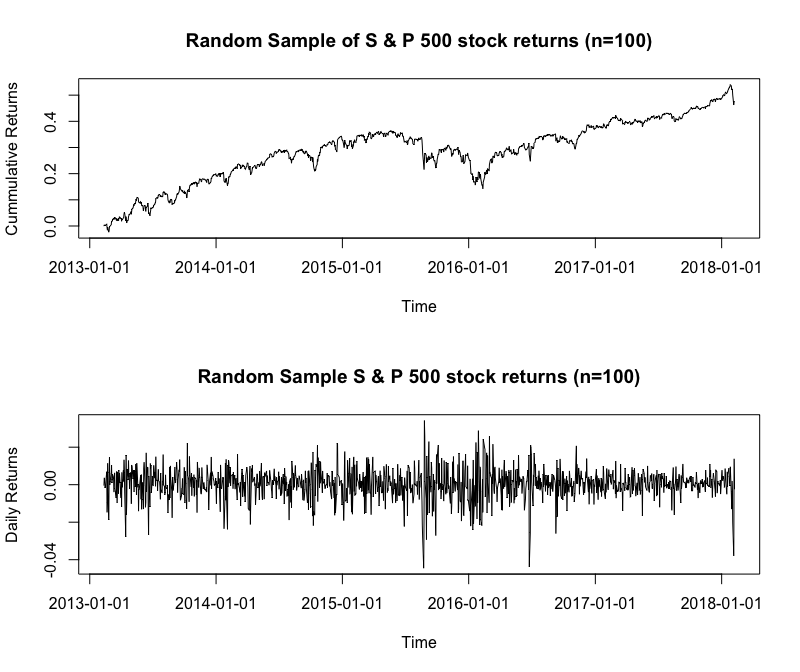 Random Sample of S & P 500 stock returns (n=100)
Cummulative Returns
0.4
0.2
0.0
2013-01-01 2014-01-01 2015-01-01 2016-01-01 2017-01-01 2018-01-01
Time
Random Sample S & P 500 stock returns (n=100)
Daily Returns
0.00
-0.04
2013-01-01 2014-01-01 2015-01-01 2016-01-01 2017-01-01 2018-01-01
Time